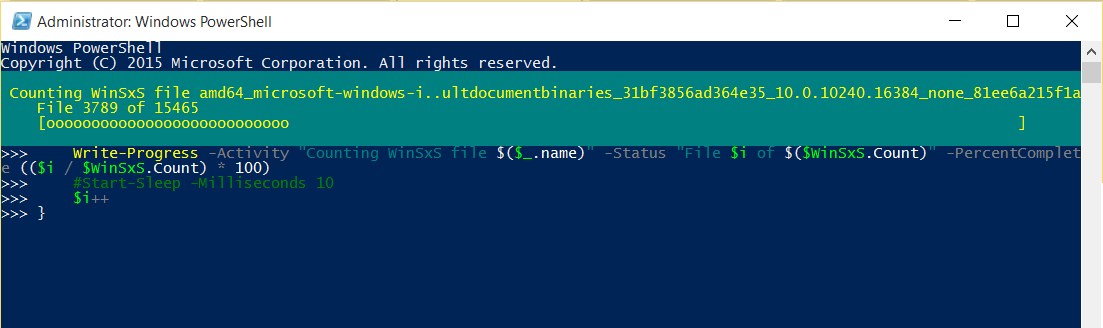 Administrator: Windows PowerShell
Windows PowerShell
Copyright (C) 2015 Microsoft Corporation. All rights reserved.
Counting WinSxS file amd64_microsoft-windows-i..ultdocumentbinaries_31bf3856ad364e35_10.0.10240.16384_none_81ee6a215f1a
File 3789 of 15465
[ooooooooooooooooooooooooooo ]
>>> Write-Progress -Activity "Counting WinSxS file $($_.name)" -Status "File $i of $($WinSxS.Count)" -PercentComplet
e (($i / $WinSxS.Count) * 100)
>>> #Start-Sleep -Milliseconds 10
>>> $i++
>>> }